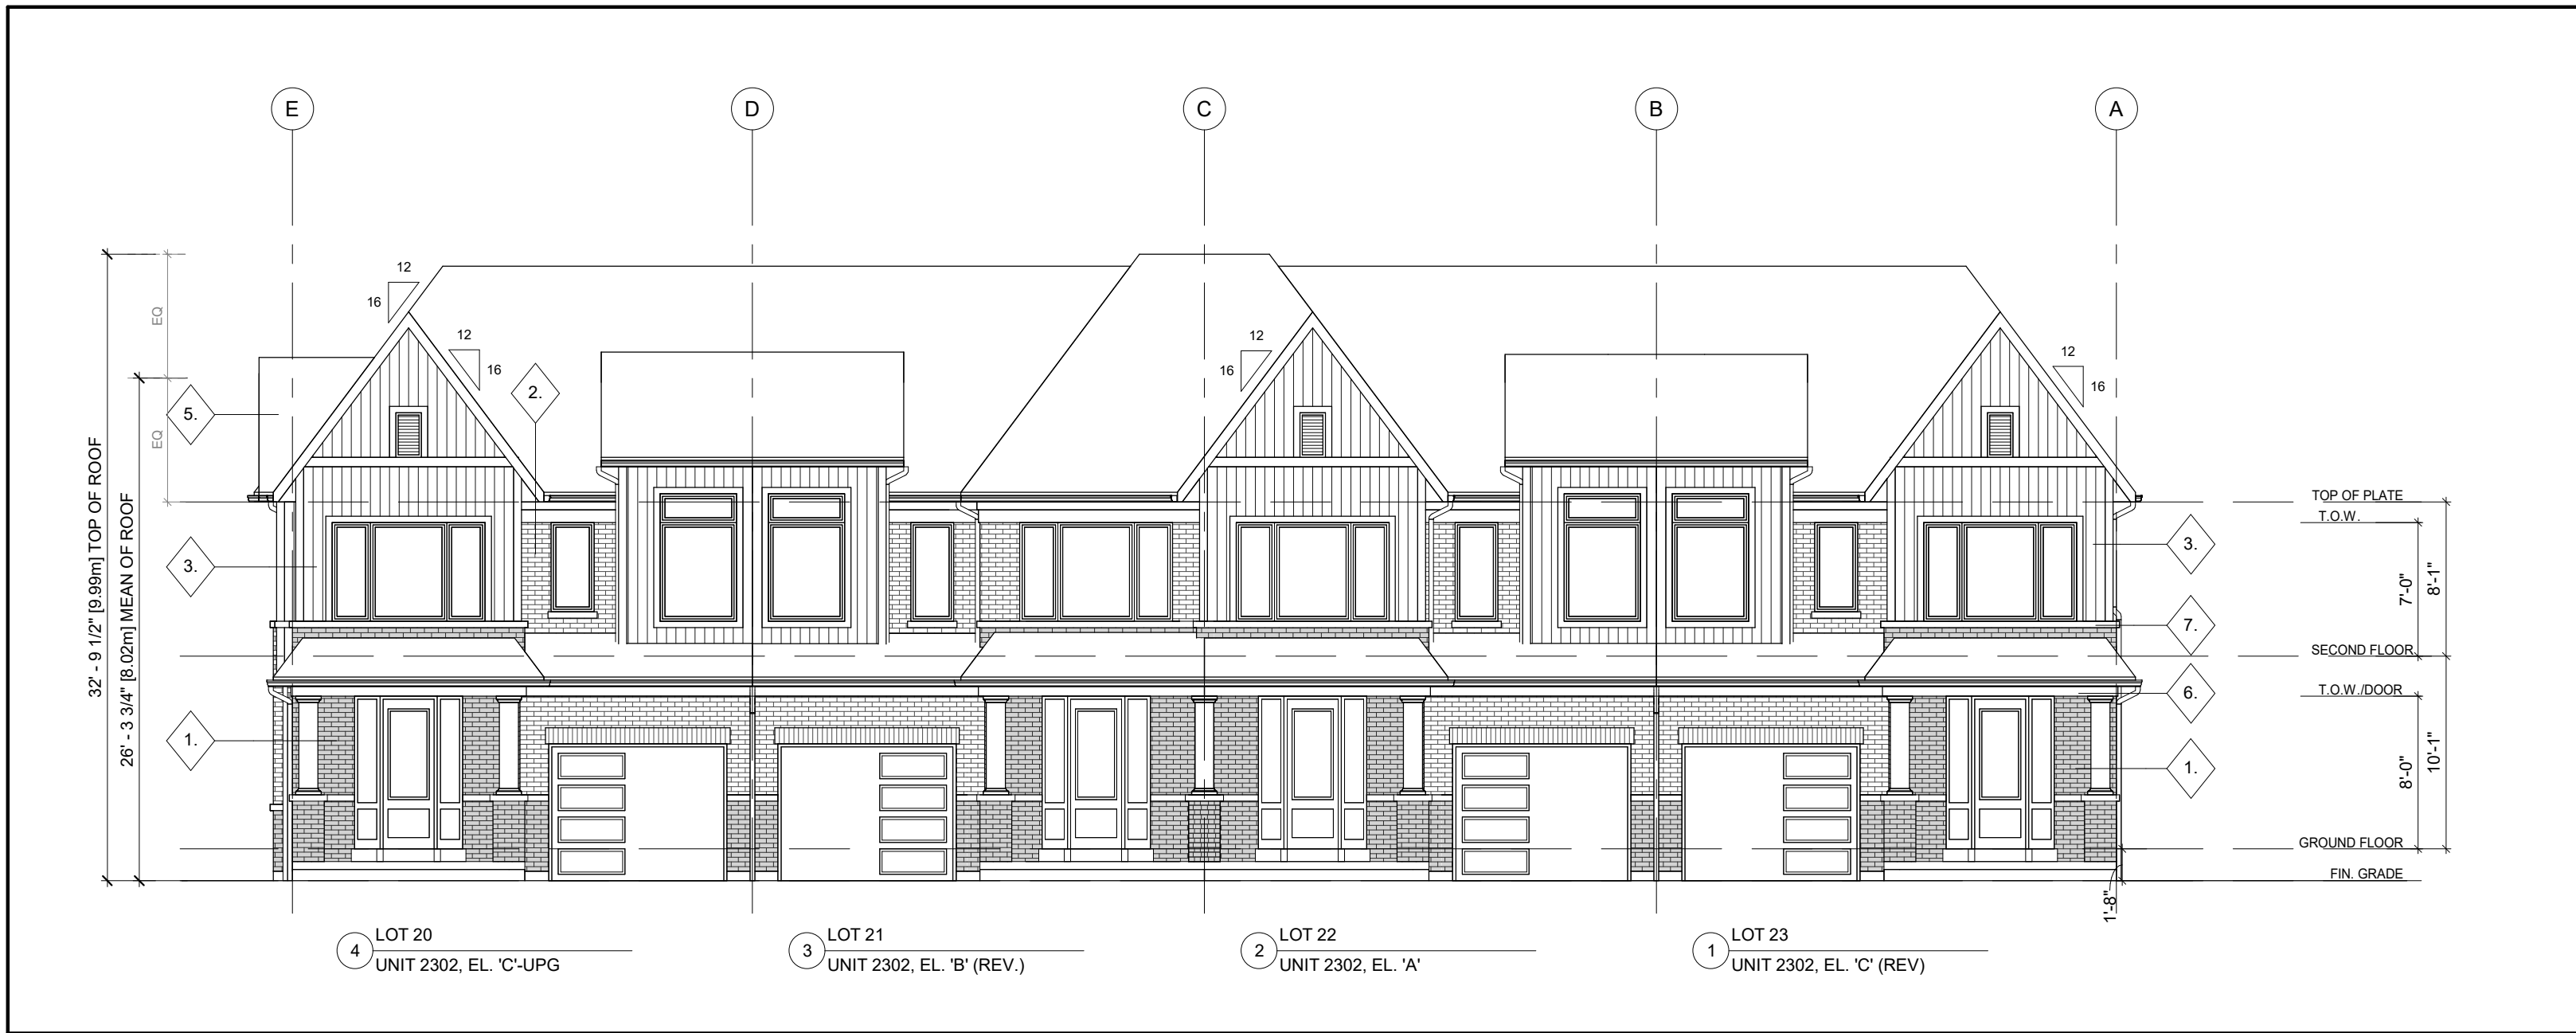 E
D
C
B
A
12
16
12
16
12
16
12
16
EQ
EQ
32' - 9 1/2" [9.99m] TOP OF ROOF
26' - 3 3/4" [8.02m] MEAN OF ROOF
2.
5.
3.
1.
TOP OF PLATE
T.O.W.
3.
7'-0"
8'-1"
7.
SECOND FLOOR
T.O.W./DOOR
6.
1.
8'-0"
10'-1"
GROUND FLOOR
FIN. GRADE
1'-8"
4
LOT 20
UNIT 2302, EL. 'C'-UPG
3
LOT 21
UNIT 2302, EL. 'B' (REV.)
2
LOT 22
UNIT 2302, EL. 'A'
1
LOT 23
UNIT 2302, EL. 'C' (REV)